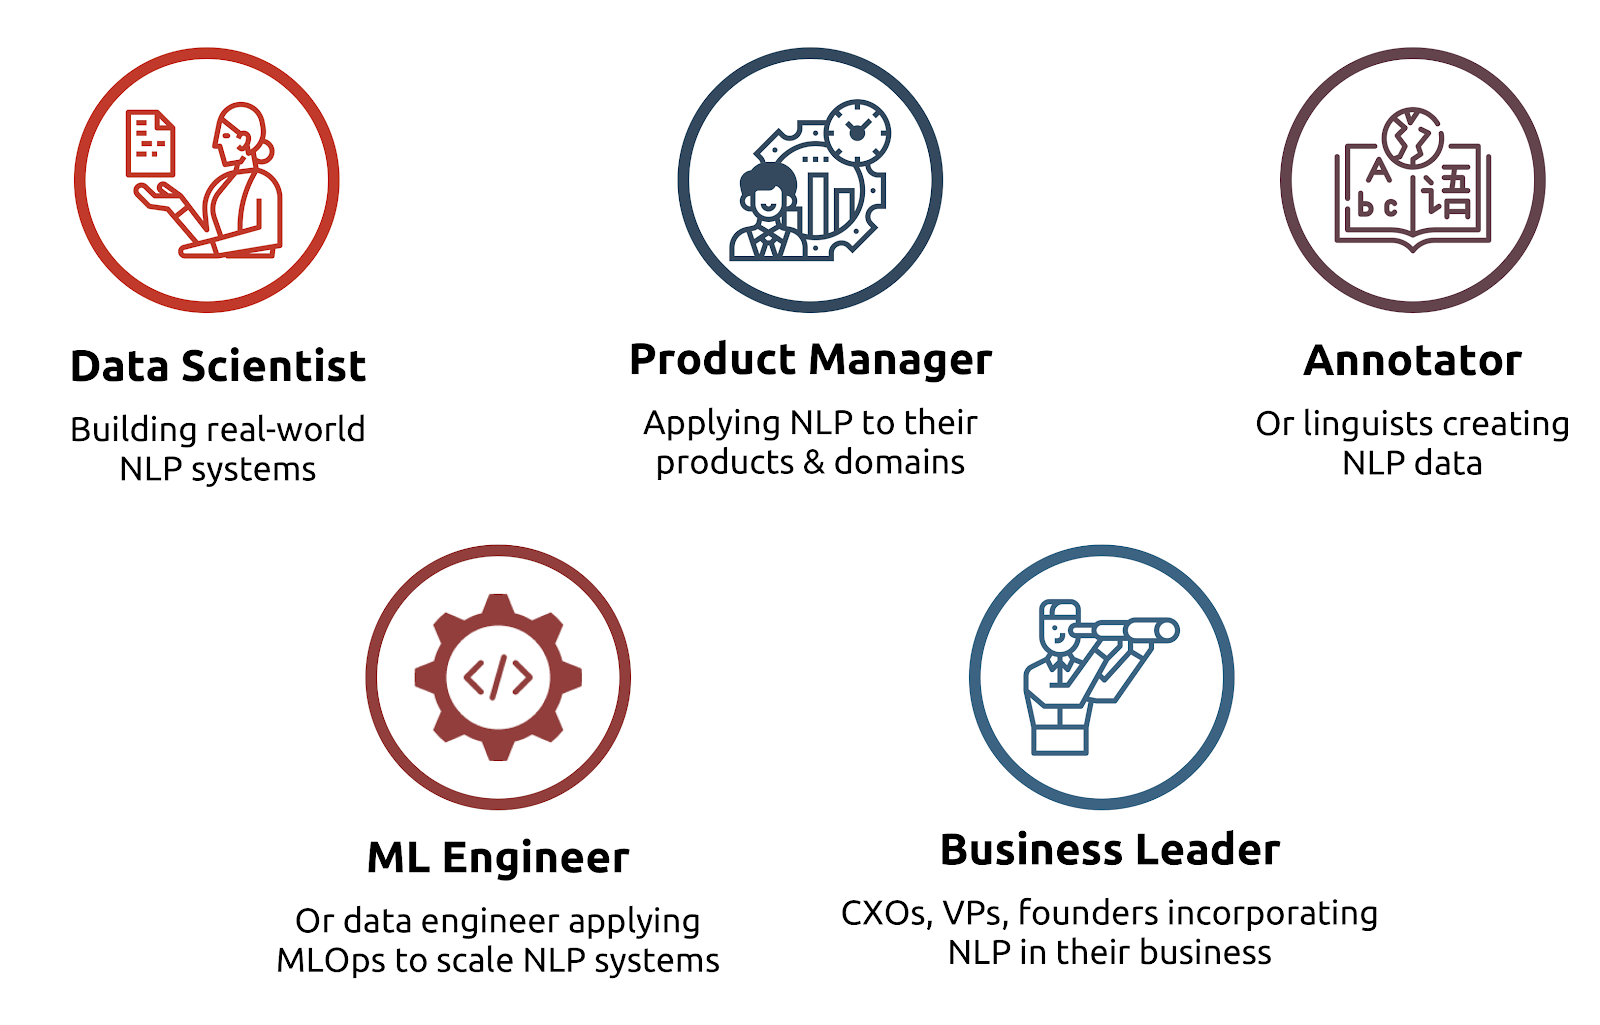 Data Scientist
Building real-world
NLP systems
Product Manager
Applying NLP to their
products & domains
A
bc
语
Annotator
Or linguists creating
NLP data
</>
ML Engineer
Or data engineer applying
MLOps to scale NLP systems
Business Leader
CXOs, VPs, founders incorporating
NLP in their business